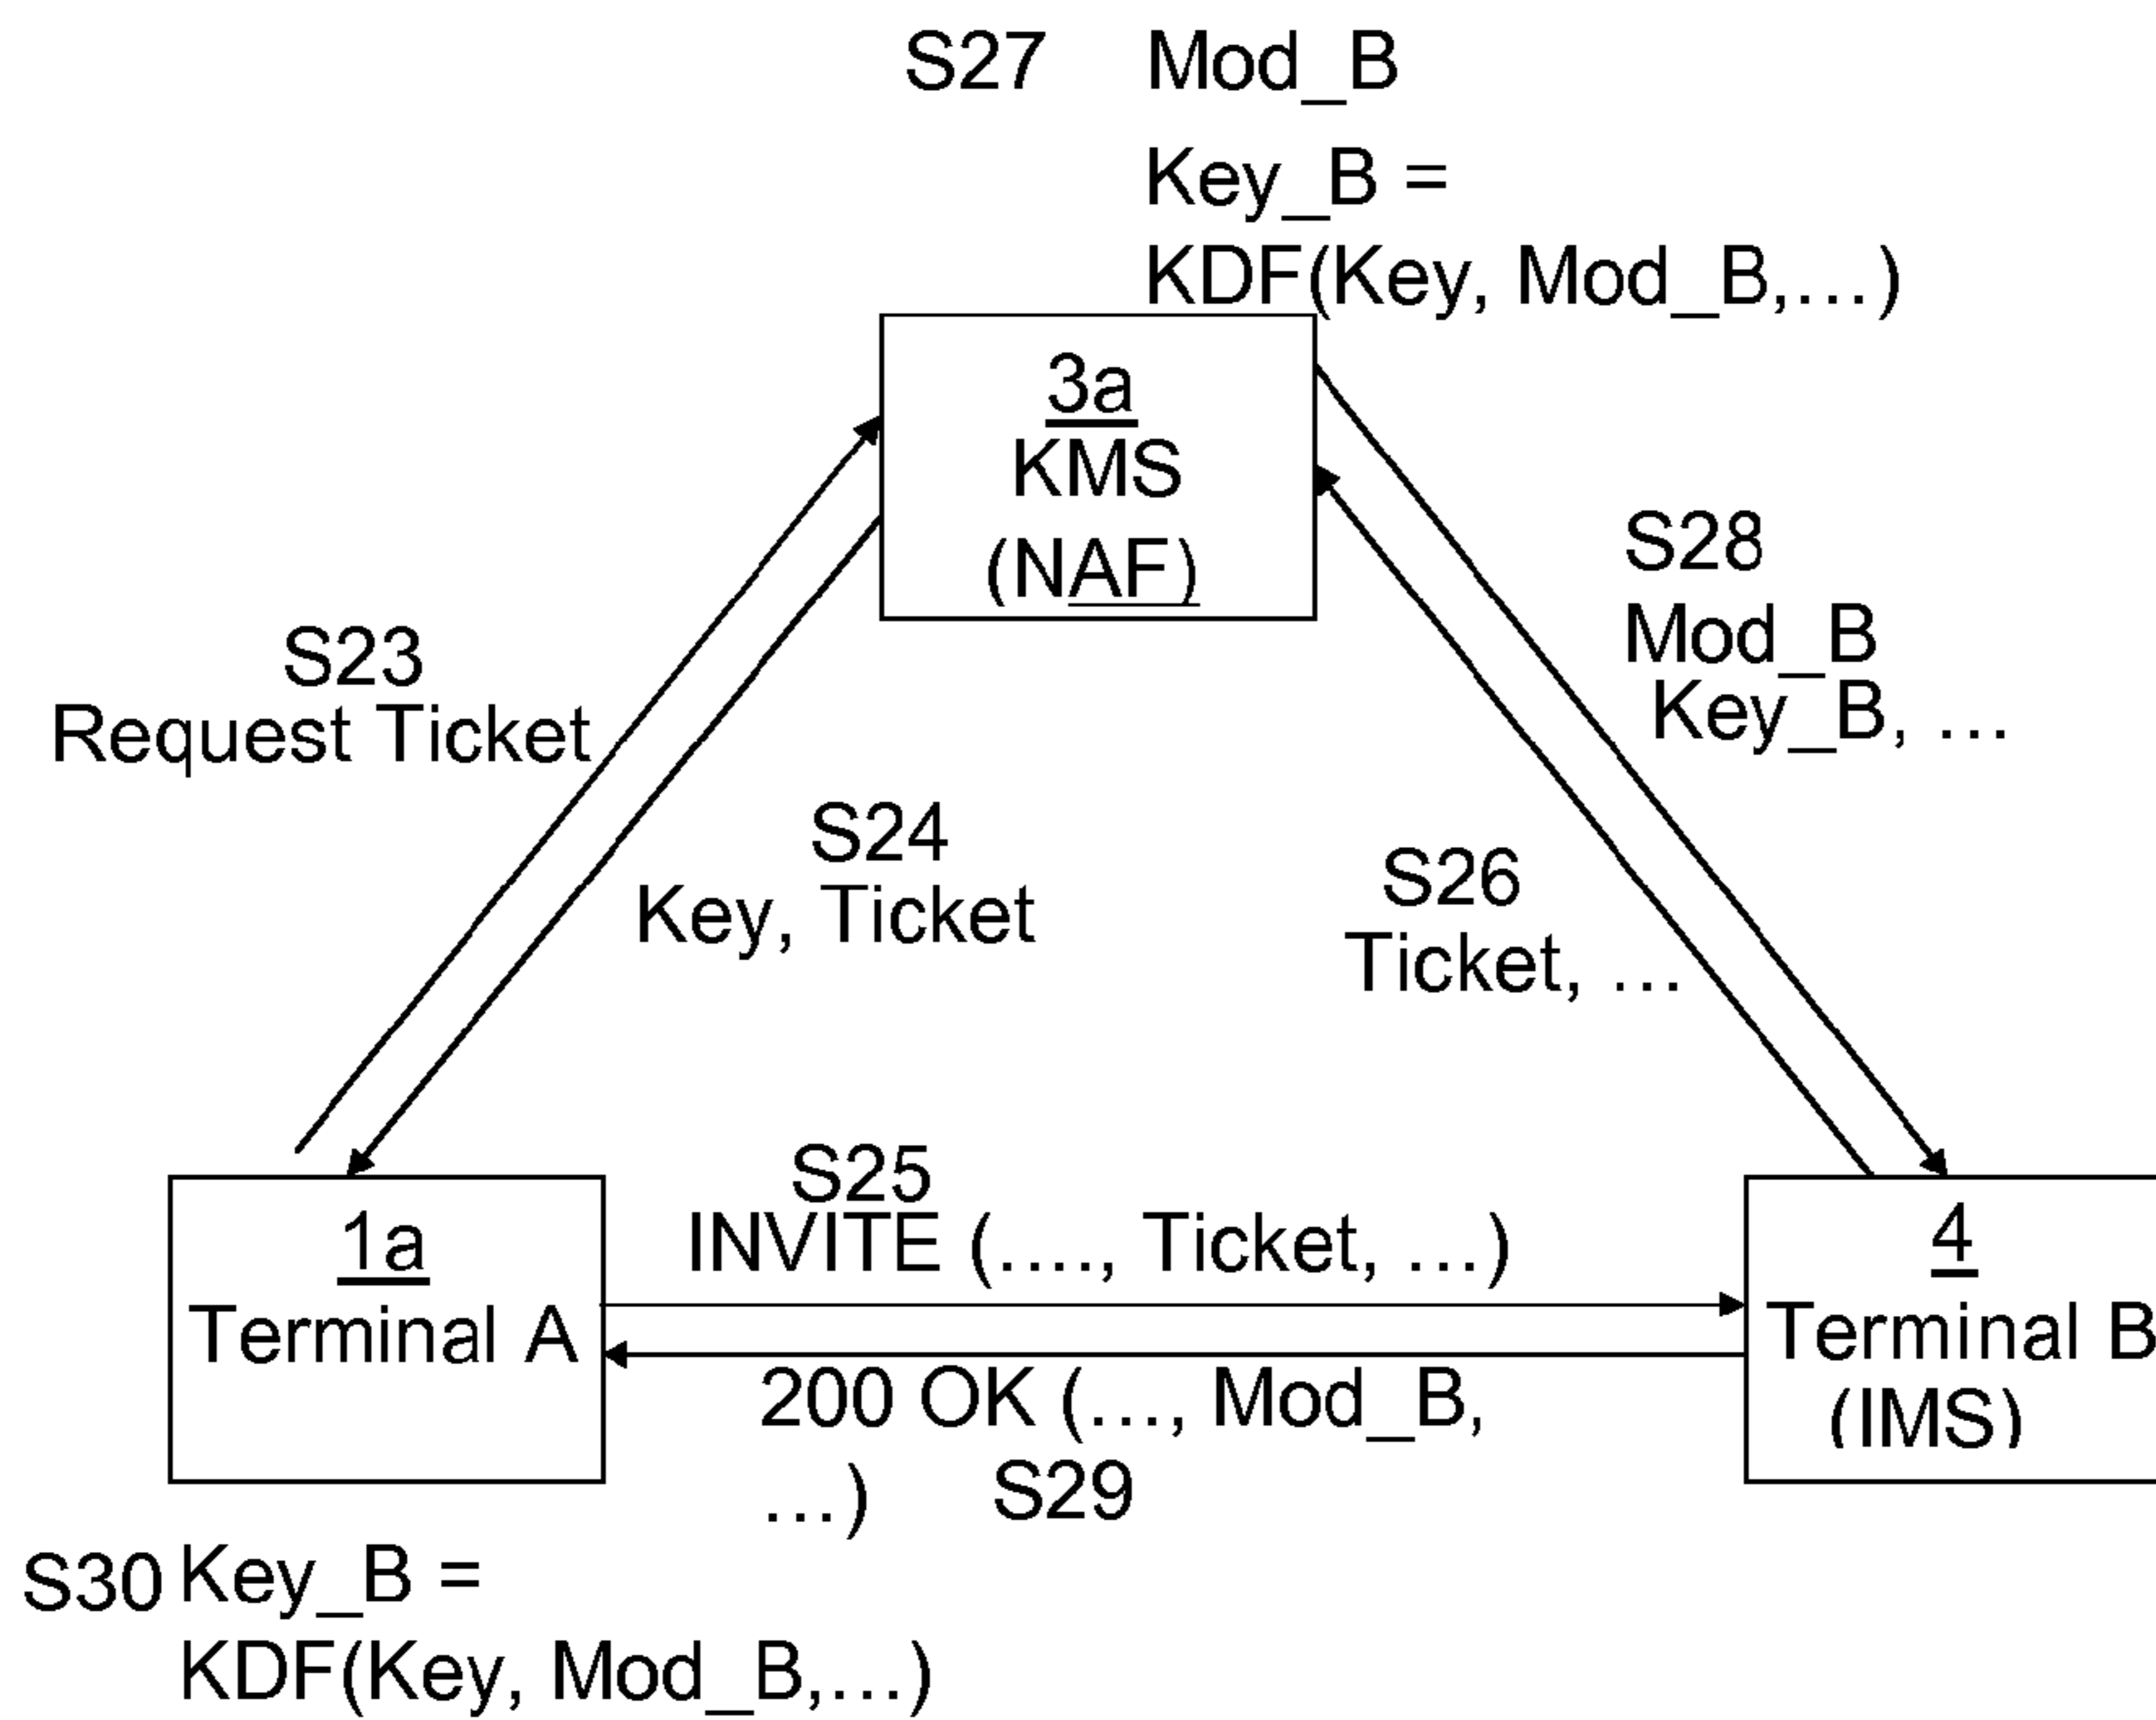 S27 Mod_B
Key_B =
KDF(Key, Mod_B,...)
3a
KMS
(NAF)
S28
Mod_B
Key_B, ...
S23
Request Ticket
S24
Key, Ticket
S26
Ticket, ...
S25
INVITE (...., Ticket, ...)
1a
Terminal A
4
Terminal B
(IMS)
200 OK (..., Mod_B,
...) S29
S30 Key_B =
KDF(Key, Mod_B,...)